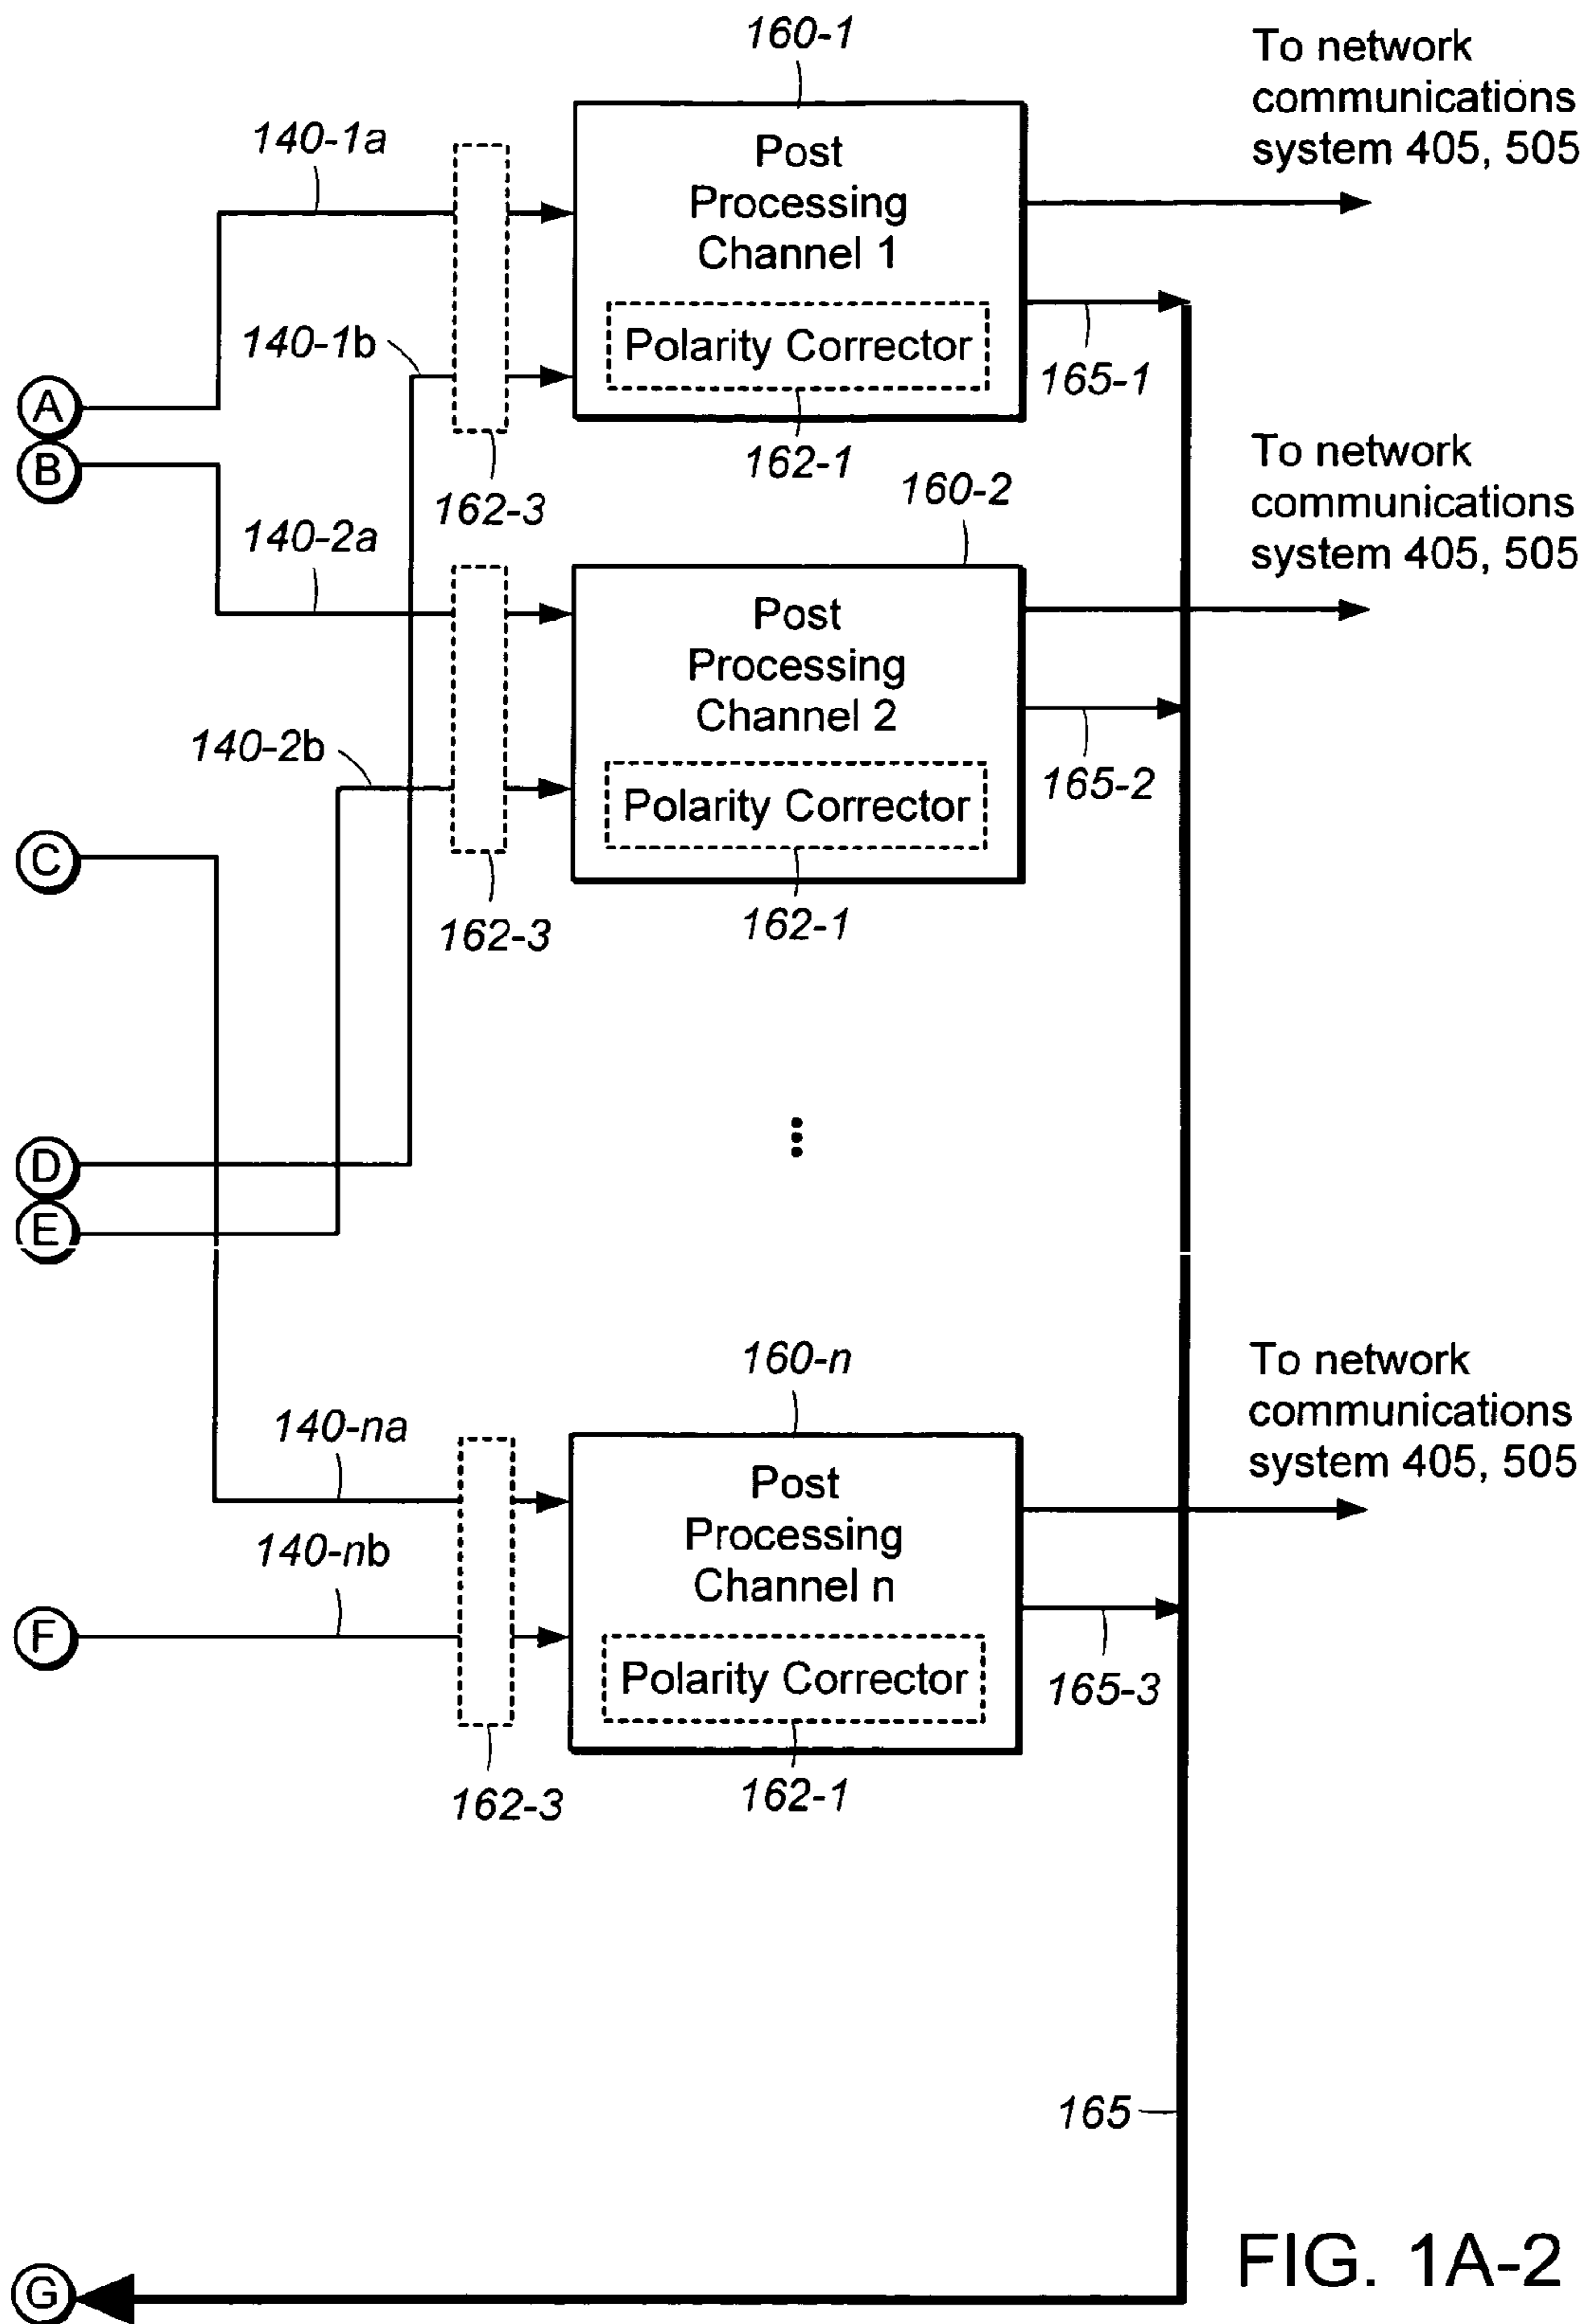 160-1
To network
communications
system 405, 505
140-1a
Post
Processing
Channel 1
140-1b
Polarity Corrector
165-1
A
B
162-1
162-3
160-2
To network
communications
system 405, 505
140-2a
Post
Processing
Channel 2
140-2b
Polarity Corrector
165-2
C
162-3
162-1
D
E
160-n
To network
communications
system 405, 505
140-na
Post
Processing
Channel n
140-nb
F
Polarity Corrector
165-3
162-3
162-1
165
G
FIG. 1A-2